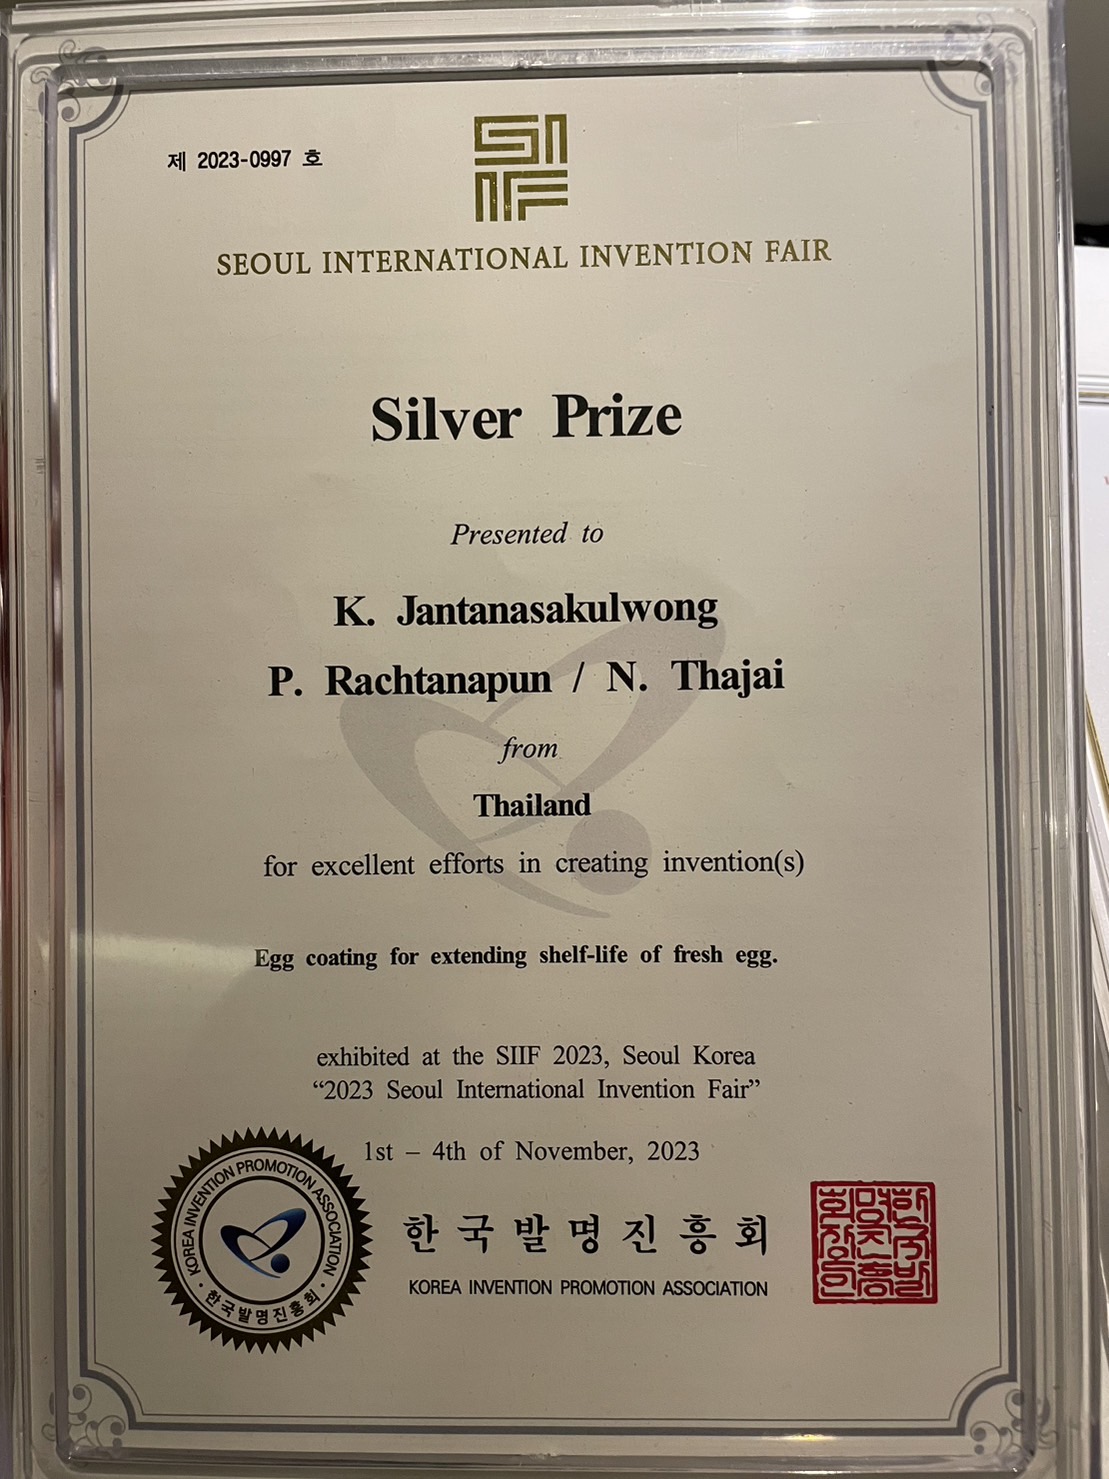 제 2023-0997 호
SIIF
SEOUL INTERNATIONAL INVENTION FAIR
Silver Prize
Presented to
K. Jantanasakulwong
P. Rachtanapun / N. Thajai
from
Thailand
for excellent efforts in creating invention(s)
Egg coating for extending shelf-life of fresh egg.
exhibited at the SIIF 2023, Seoul Korea
“2023 Seoul International Invention Fair”
1st – 4th of November, 2023
KOREA INVENTION PROMOTION ASSOCIATION
한국발명진흥회
한국발명진흥회
KOREA INVENTION PROMOTION ASSOCIATION